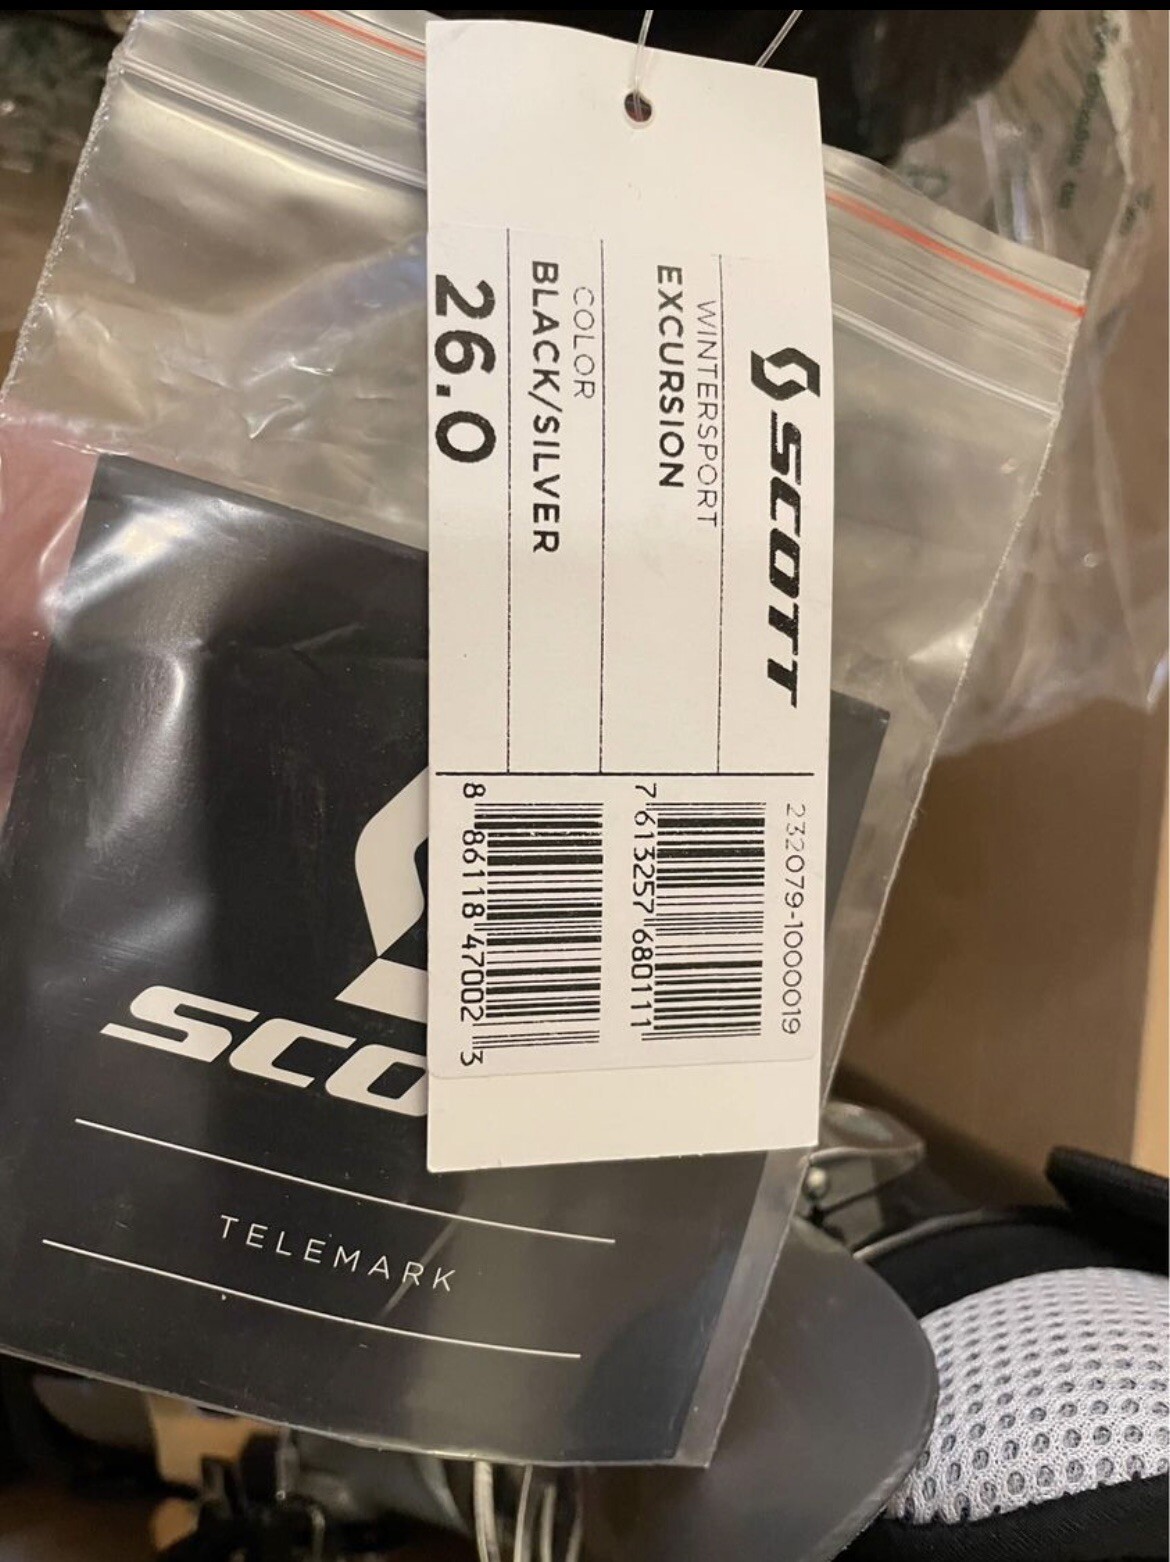 SCOTT
WINTERSPORT
EXCURSION
COLOR
BLACK/SILVER
26.0
232079-1000019
7 613257 680111
8 86118 47002 3
SCO
TELEMARK